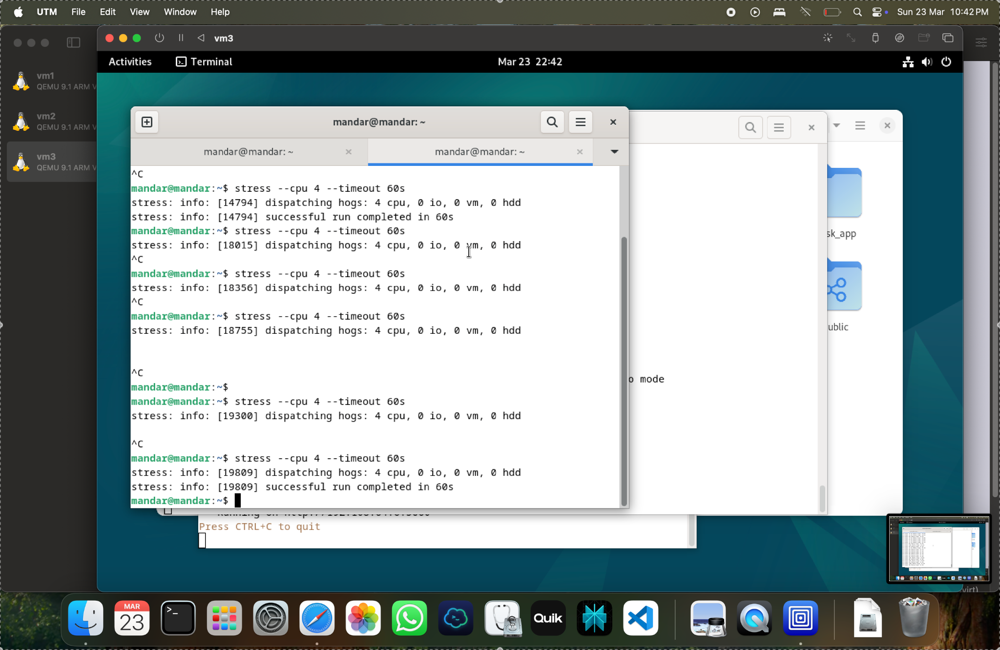 UTM File Edit View Window Help Sun 23 Mar 10:42 PM
vm3
Activities Terminal Mar 23 22:42
vm1
QEMU 9.1 ARM V
vm2
QEMU 9.1 ARM V
vm3
QEMU 9.1 ARM V
mandar@mandar: ~
mandar@mandar: ~ mandar@mandar: ~
^C
mandar@mandar:~$ stress --cpu 4 --timeout 60s
stress: info: [14794] dispatching hogs: 4 cpu, 0 io, 0 vm, 0 hdd
stress: info: [14794] successful run completed in 60s
mandar@mandar:~$ stress --cpu 4 --timeout 60s
stress: info: [18015] dispatching hogs: 4 cpu, 0 io, 0 vm, 0 hdd
^C
mandar@mandar:~$ stress --cpu 4 --timeout 60s
stress: info: [18356] dispatching hogs: 4 cpu, 0 io, 0 vm, 0 hdd
^C
mandar@mandar:~$ stress --cpu 4 --timeout 60s
stress: info: [18755] dispatching hogs: 4 cpu, 0 io, 0 vm, 0 hdd
^C
mandar@mandar:~$
mandar@mandar:~$ stress --cpu 4 --timeout 60s
stress: info: [19300] dispatching hogs: 4 cpu, 0 io, 0 vm, 0 hdd
^C
mandar@mandar:~$ stress --cpu 4 --timeout 60s
stress: info: [19809] dispatching hogs: 4 cpu, 0 io, 0 vm, 0 hdd
stress: info: [19809] successful run completed in 60s
mandar@mandar:~$
o mode
sk_app
ublic
Press CTRL+C to quit
virt)
MAR
23
>_
Quik